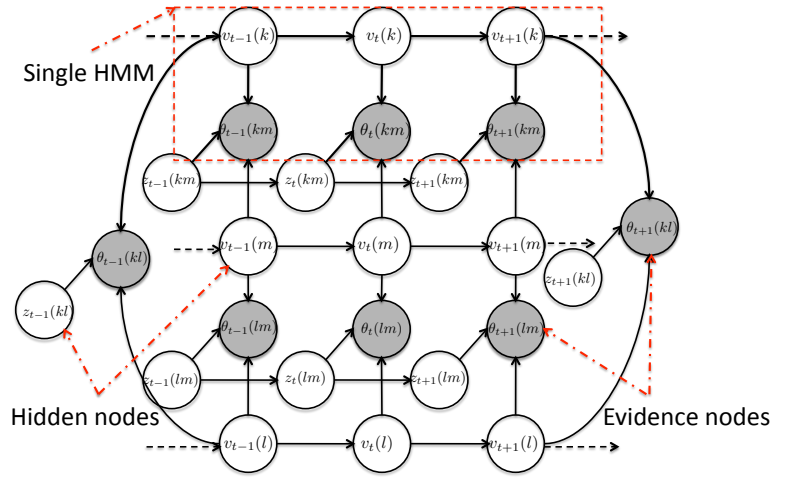 v_{t−1}(k) v_t(k) v_{t+1}(k)
Single HMM
θ_{t−1}(km θ_t(km) θ_{t+1}(km
z_{t−1}(km) z_t(km) z_{t+1}(km)
v_{t−1}(m v_t(m) v_{t+1}(m
θ_{t−1}(kl) θ_{t+1}(kl)
z_{t−1}(kl) z_{t+1}(kl)
θ_{t−1}(lm) θ_t(lm) θ_{t+1}(lm)
z_{t−1}(lm) z_t(lm) z_{t+1}(lm)
Hidden nodes Evidence nodes
v_{t−1}(l) v_t(l) v_{t+1}(l)